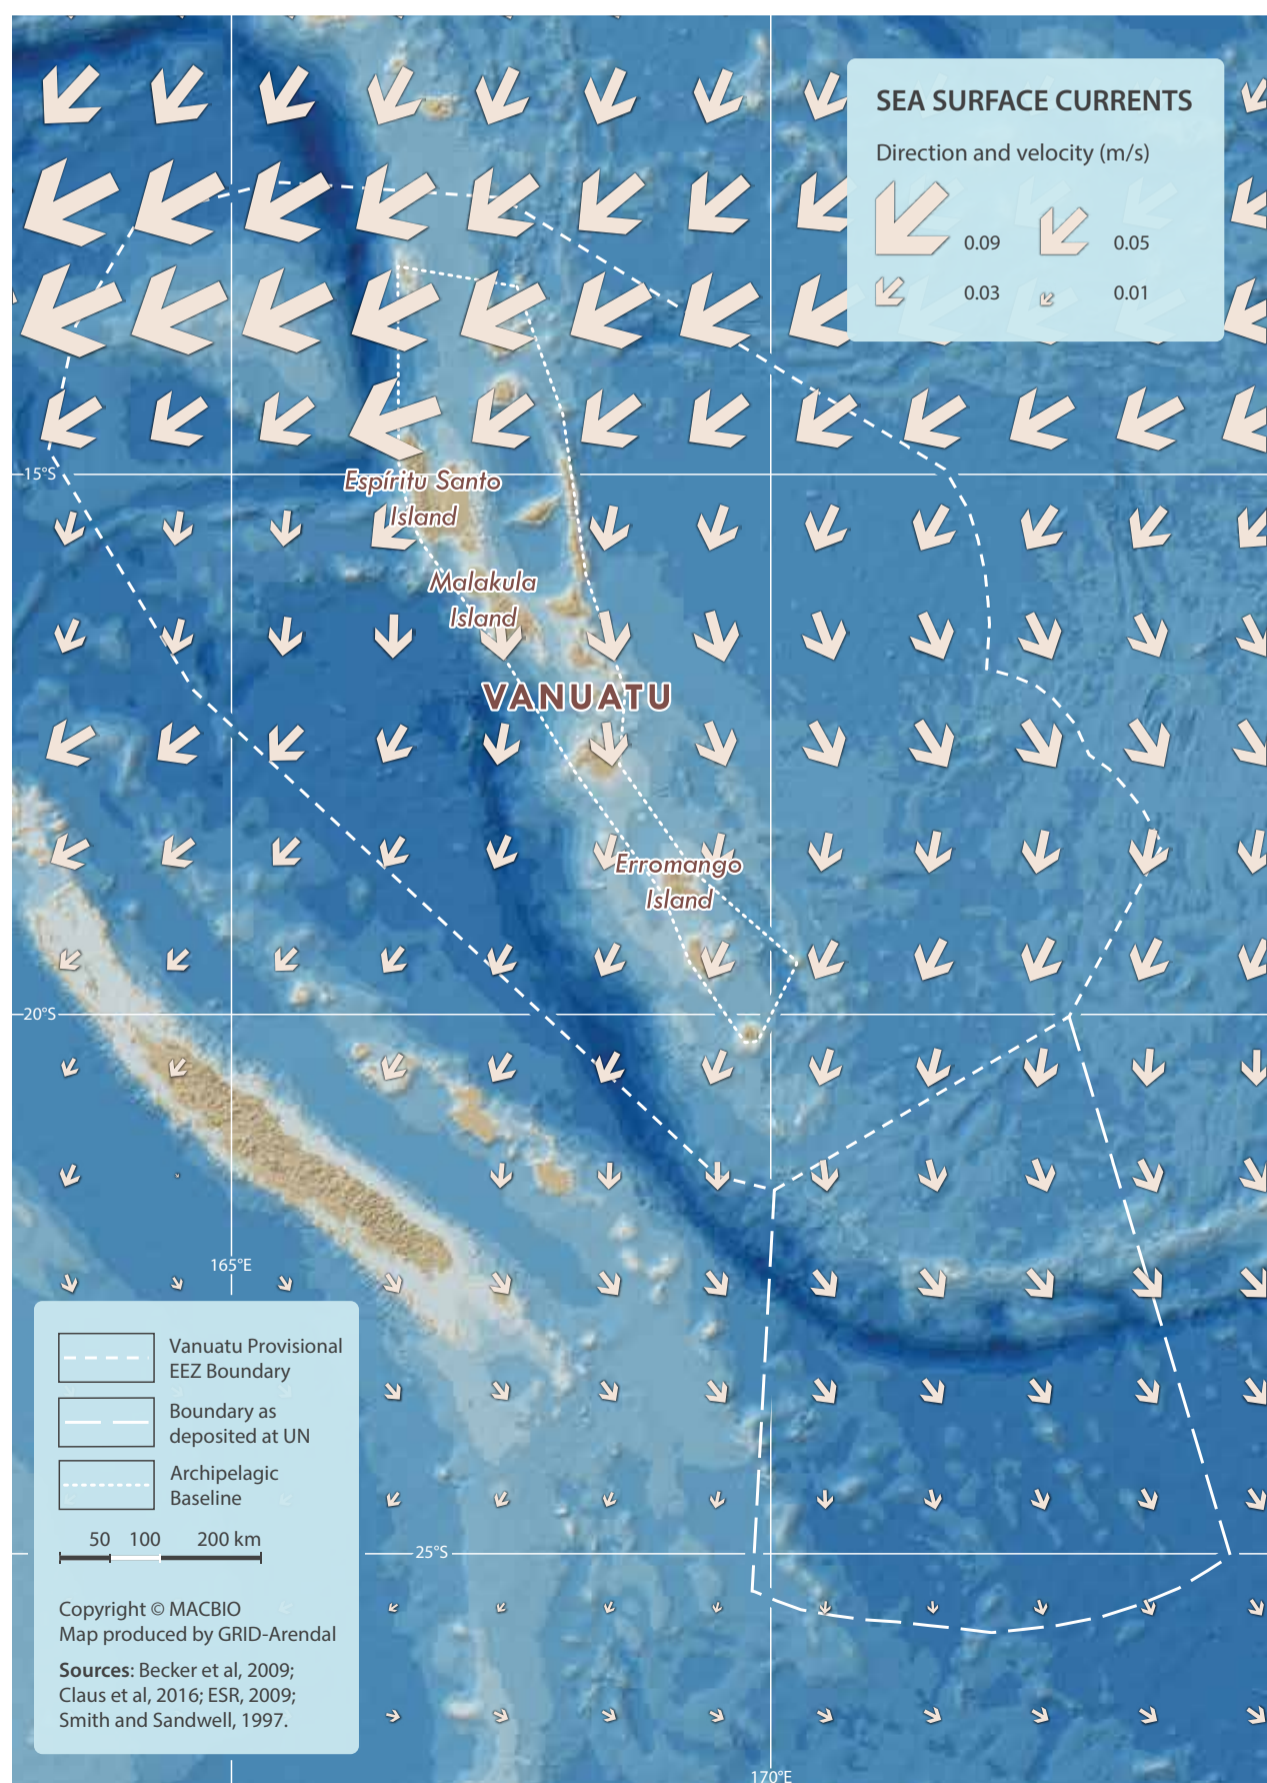 SEA SURFACE CURRENTS
Direction and velocity (m/s)
0.09
0.05
0.03
0.01
15°S
Espíritu Santo
Island
Malakula
Island
VANUATU
Erromango
Island
20°S
165°E
Vanuatu Provisional
EEZ Boundary
Boundary as
deposited at UN
Archipelagic
Baseline
50 100 200 km
25°S
Copyright © MACBIO
Map produced by GRID-Arendal
Sources: Becker et al, 2009;
Claus et al, 2016; ESR, 2009;
Smith and Sandwell, 1997.
170°E